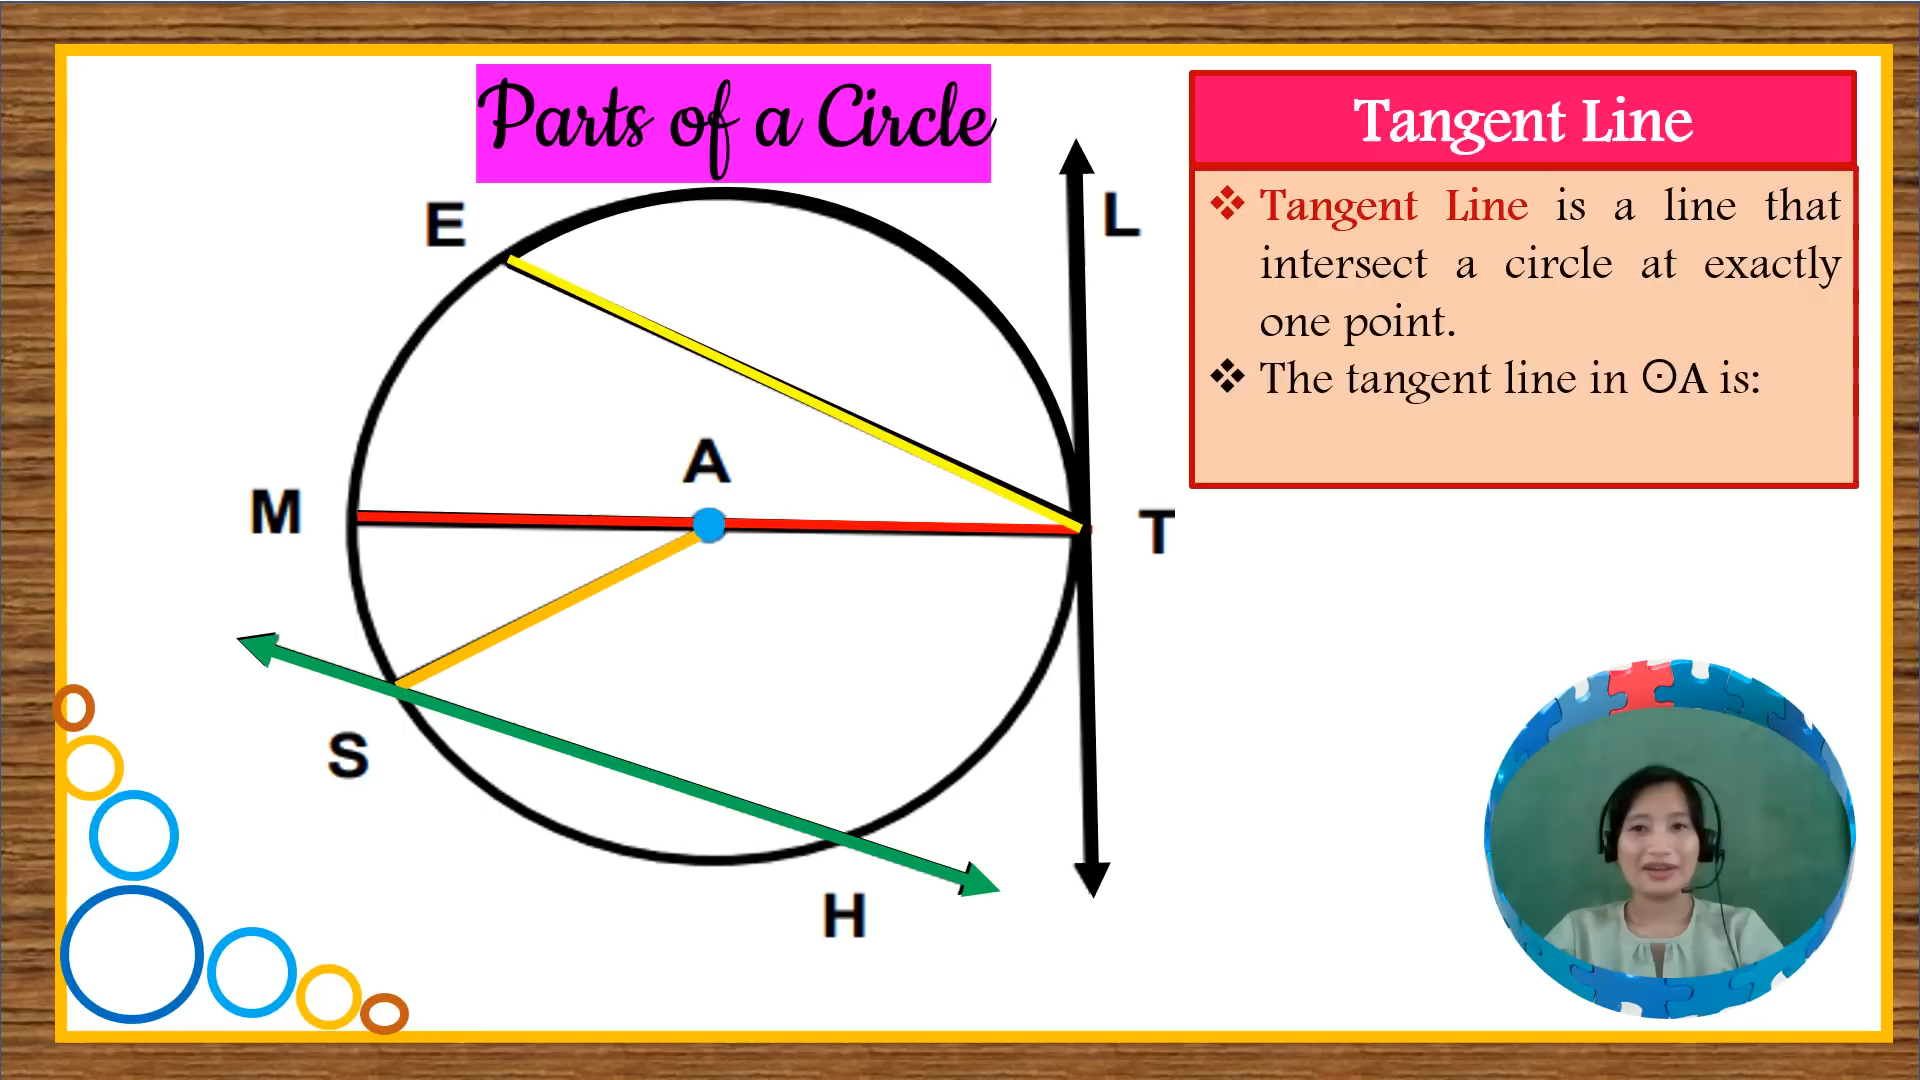 Parts of a Circle
Tangent Line
❖ Tangent Line is a line that
intersect a circle at exactly
one point.
❖ The tangent line in ⊙A is:
E
L
A
M
T
S
H